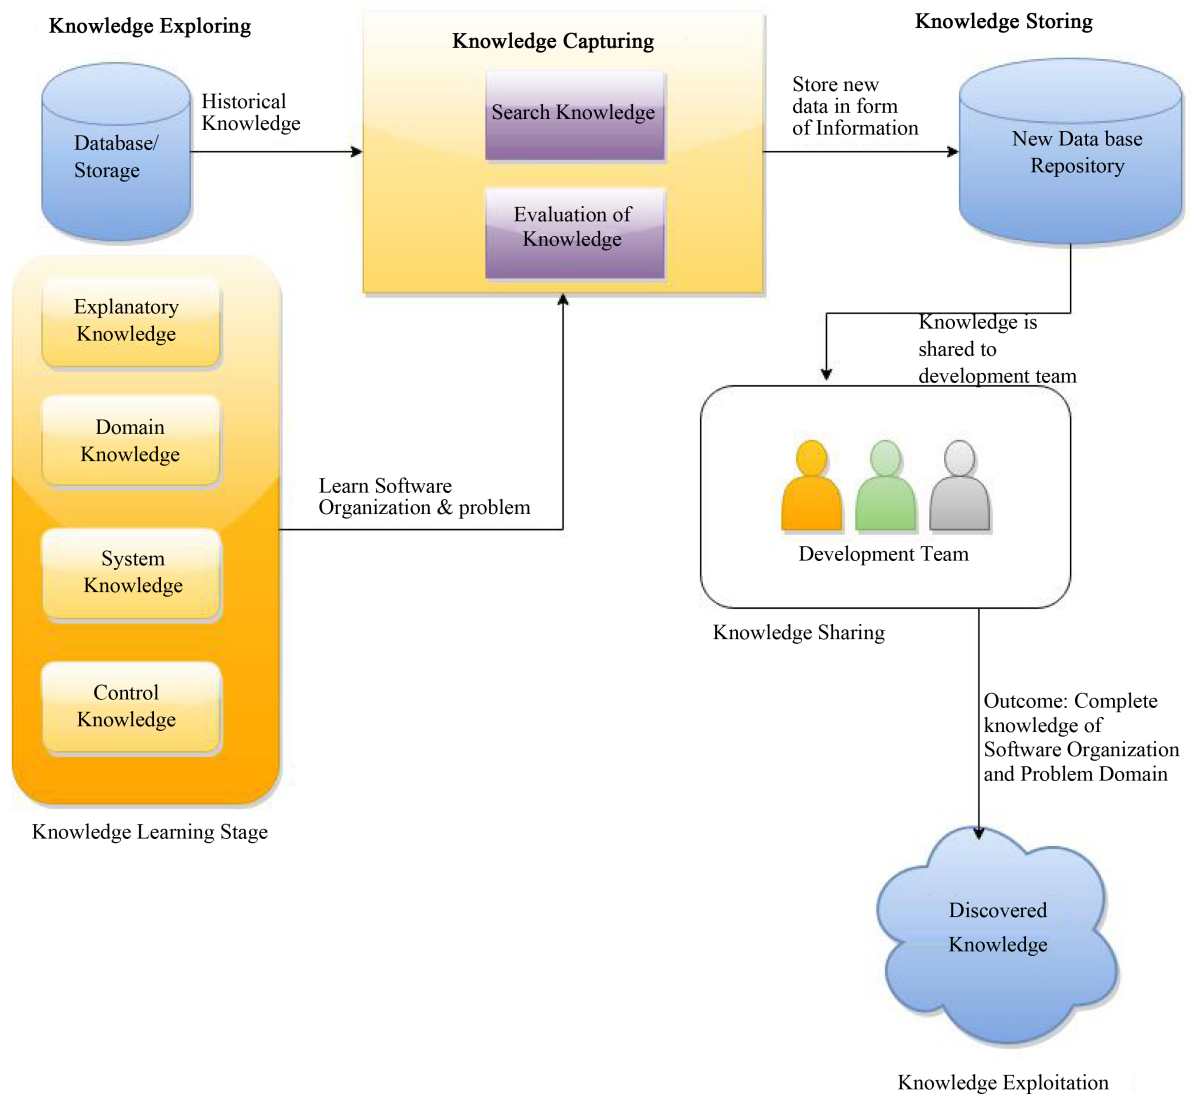 Knowledge Exploring
Database/
Storage
Historical
Knowledge
Knowledge Capturing
Search Knowledge
Evaluation of
Knowledge
Store new
data in form
of Information
Knowledge Storing
New Data base
Repository
Explanatory
Knowledge
Domain
Knowledge
System
Knowledge
Control
Knowledge
Knowledge Learning Stage
Learn Software
Organization & problem
Knowledge is
shared to
development team
Development Team
Knowledge Sharing
Outcome: Complete
knowledge of
Software Organization
and Problem Domain
Discovered
Knowledge
Knowledge Exploitation